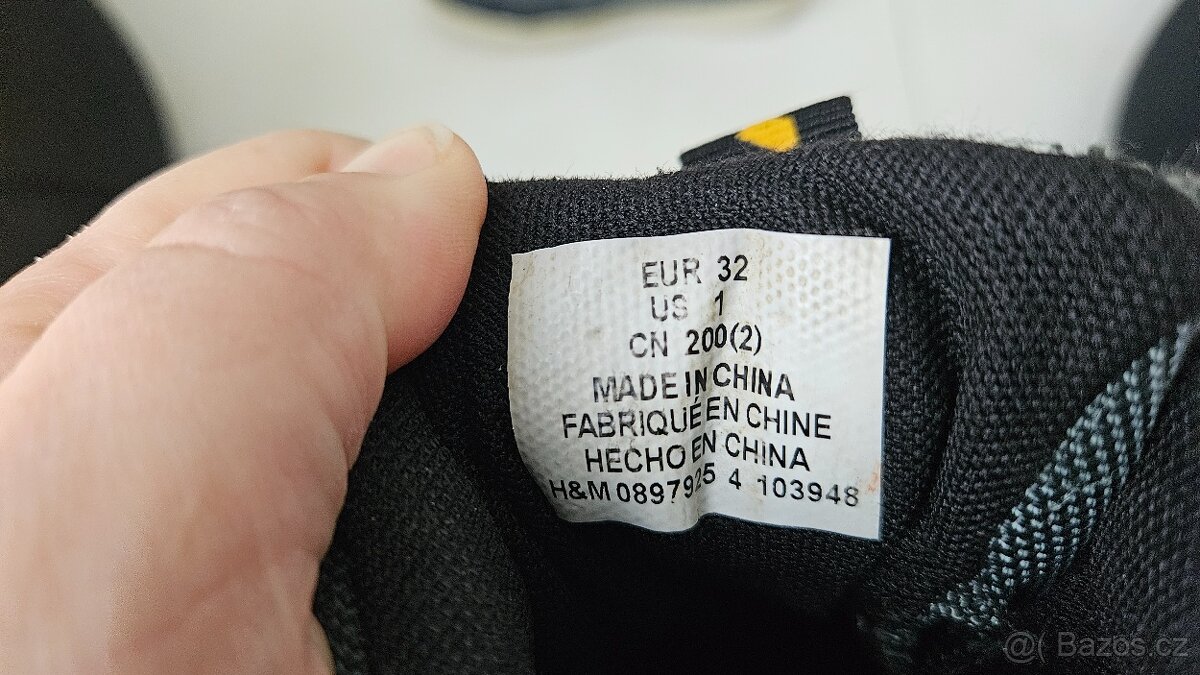 EUR 32
US 1
CN 200(2)
MADE IN CHINA
FABRIQUÉ EN CHINE
HECHO EN CHINA
H&M 0897925 4 103948
@( Bazos.cz